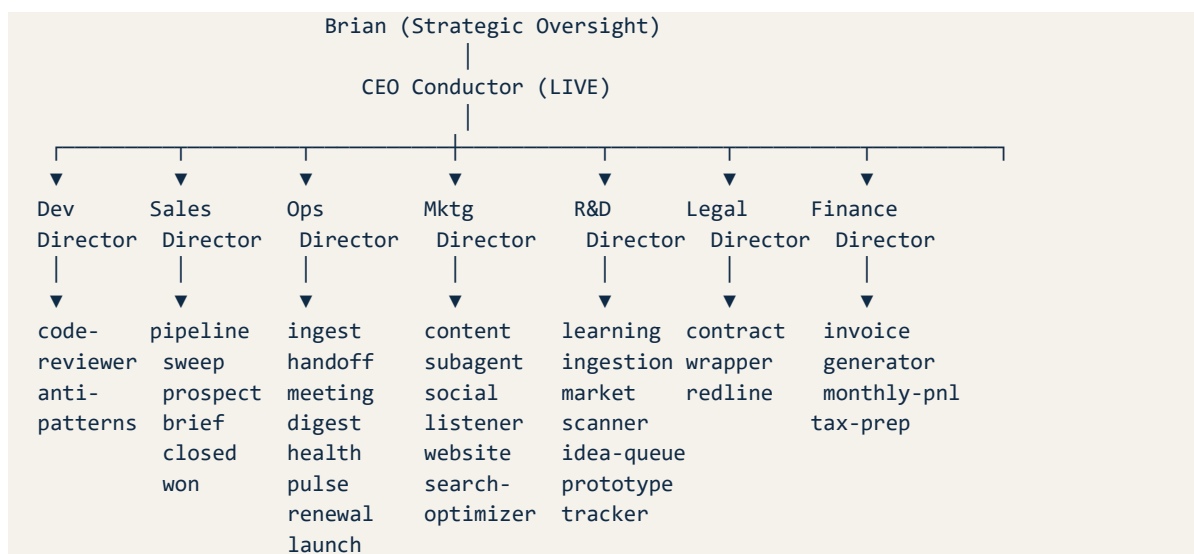 Brian (Strategic Oversight)
CEO Conductor (LIVE)
Dev Sales Ops Mktg R&D Legal Finance
Director Director Director Director Director Director Director
code- pipeline ingest content learning contract invoice
reviewer sweep handoff subagent ingestion wrapper generator
anti- prospect meeting social market redline monthly-pnl
patterns brief digest listener scanner tax-prep
closed health website idea-queue
won pulse search- prototype
renewal optimizer tracker
launch